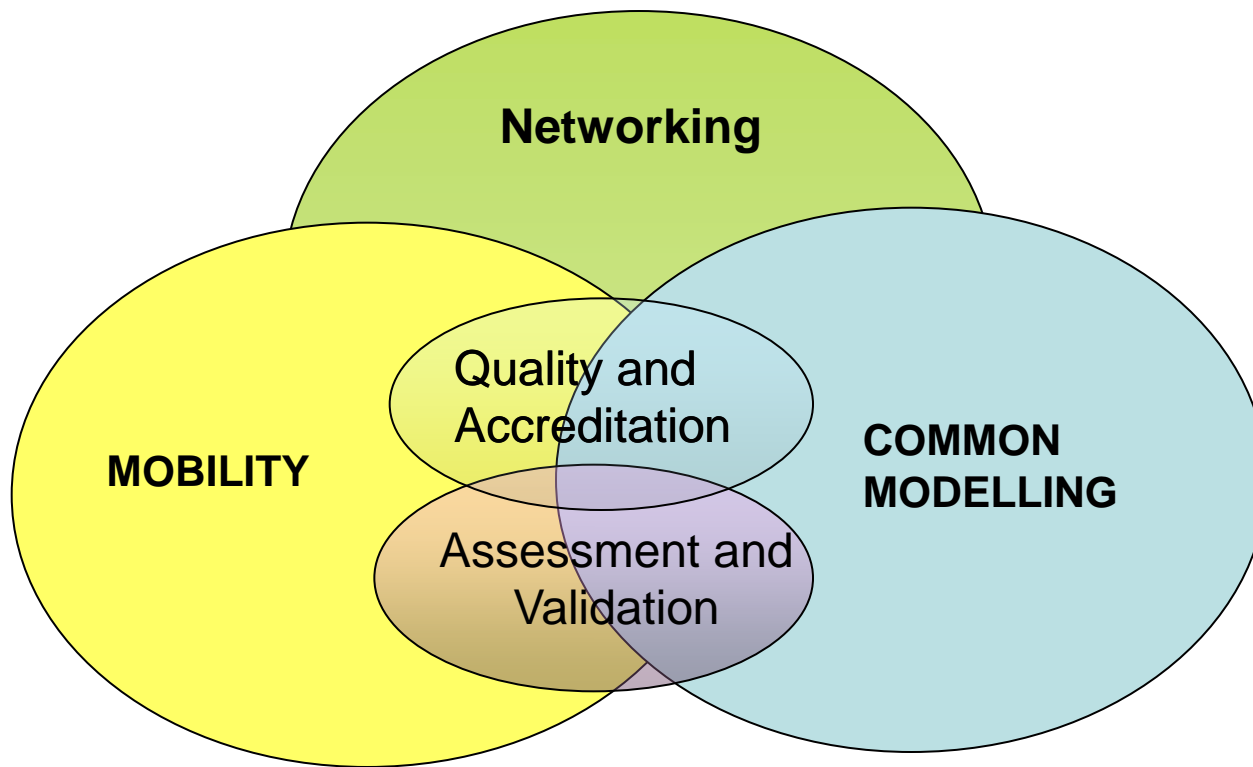 Networking
Quality and
Accreditation
MOBILITY
COMMON
MODELLING
Assessment and
Validation